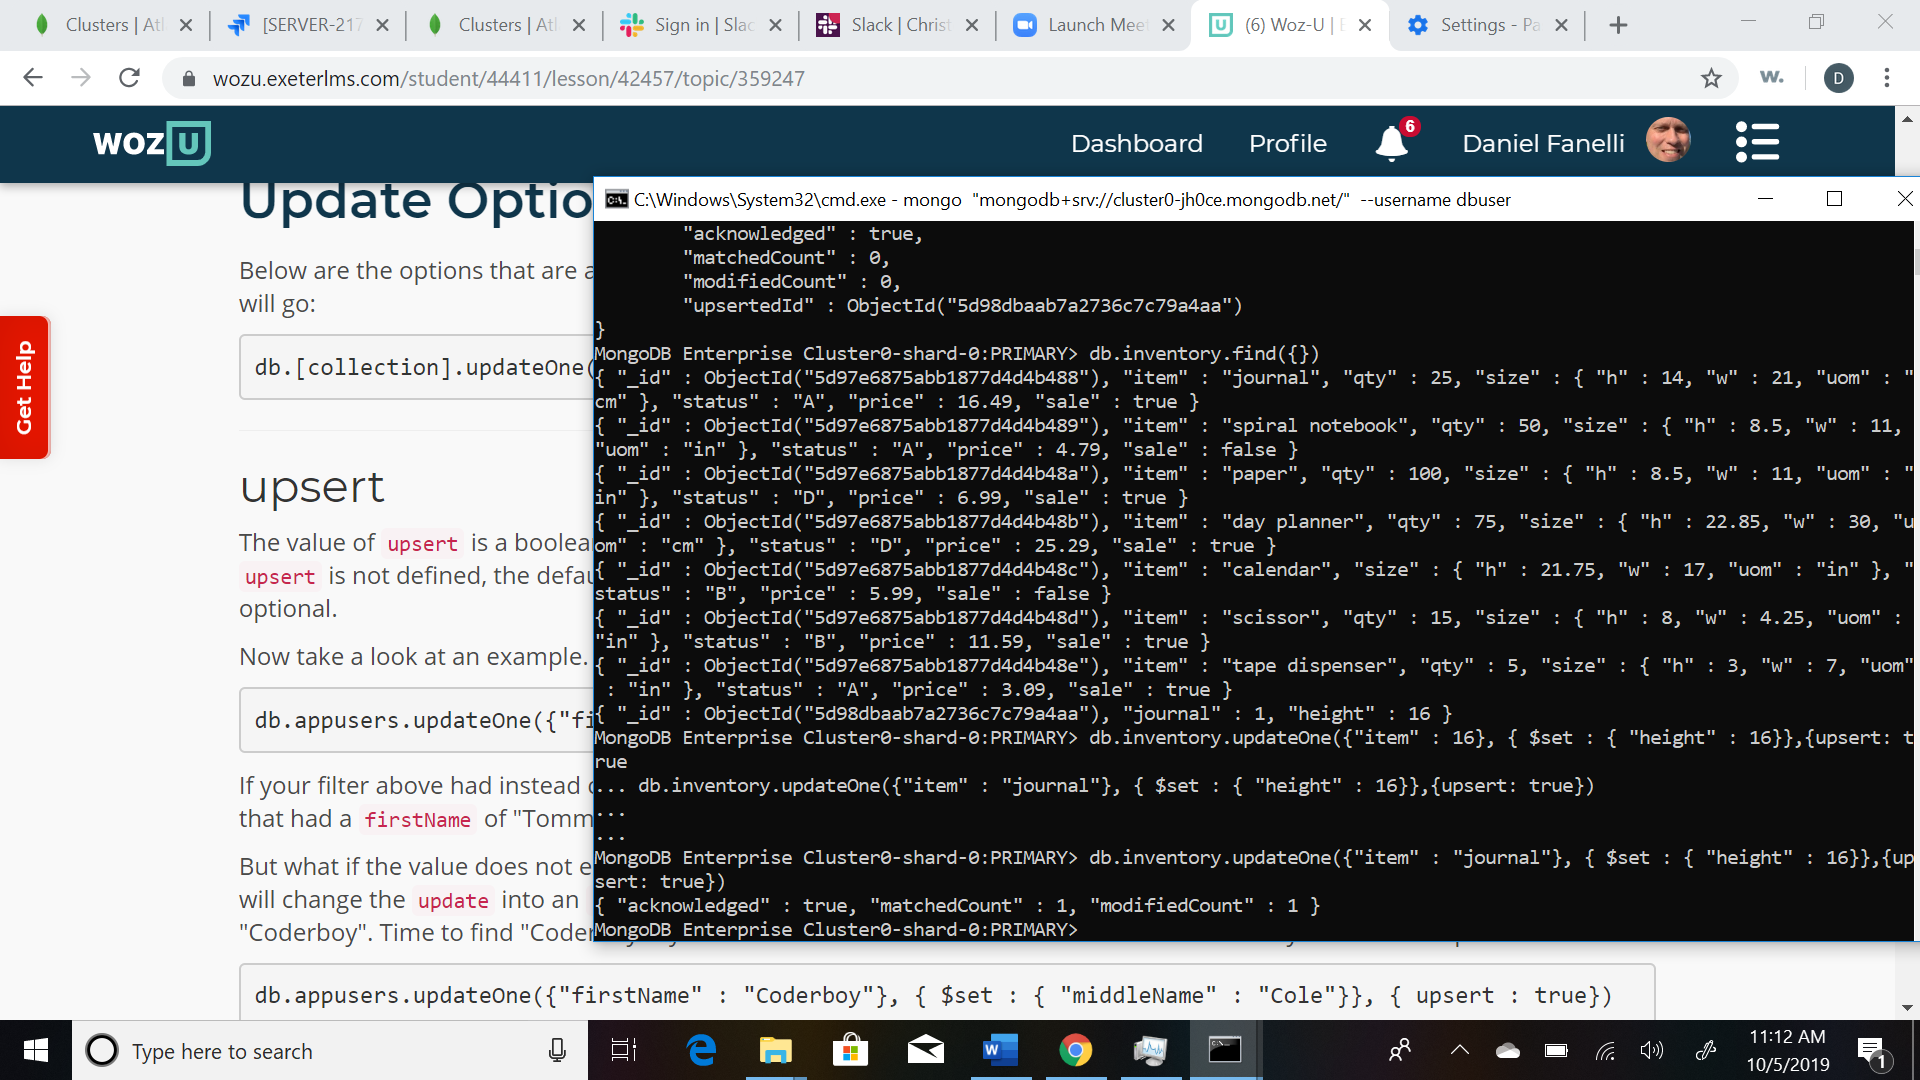 Clusters | Atl
[SERVER-217
Clusters | Atl
Sign in | Slac
Slack | Christ
Launch Meet
(6) Woz-U | E
Settings - Pa
wozu.exeterlms.com/student/44411/lesson/42457/topic/359247
w.
D
WOZ U
Dashboard
Profile
6
Daniel Fanelli
Update Optio
Below are the options that are a
will go:
db.[collection].updateOne(
Get Help
upsert
The value of upsert is a boolea
upsert is not defined, the defau
optional.
Now take a look at an example.
db.appusers.updateOne({"fi
If your filter above had instead
that had a firstName of "Tomm
But what if the value does not e
will change the update into an
"Coderboy". Time to find "Coder
db.appusers.updateOne({"firstName" : "Coderboy"}, { $set : { "middleName" : "Cole"}}, { upsert : true})
C:\Windows\System32\cmd.exe - mongo  "mongodb+srv://cluster0-jh0ce.mongodb.net/"  --username dbuser
"acknowledged" : true,
"matchedCount" : 0,
"modifiedCount" : 0,
"upsertedId" : ObjectId("5d98dbaab7a2736c7c79a4aa")
}
MongoDB Enterprise Cluster0-shard-0:PRIMARY> db.inventory.find({})
{ "_id" : ObjectId("5d97e6875abb1877d4d4b488"), "item" : "journal", "qty" : 25, "size" : { "h" : 14, "w" : 21, "uom" : "
cm" }, "status" : "A", "price" : 16.49, "sale" : true }
{ "_id" : ObjectId("5d97e6875abb1877d4d4b489"), "item" : "spiral notebook", "qty" : 50, "size" : { "h" : 8.5, "w" : 11,
"uom" : "in" }, "status" : "A", "price" : 4.79, "sale" : false }
{ "_id" : ObjectId("5d97e6875abb1877d4d4b48a"), "item" : "paper", "qty" : 100, "size" : { "h" : 8.5, "w" : 11, "uom" : "
in" }, "status" : "D", "price" : 6.99, "sale" : true }
{ "_id" : ObjectId("5d97e6875abb1877d4d4b48b"), "item" : "day planner", "qty" : 75, "size" : { "h" : 22.85, "w" : 30, "u
om" : "cm" }, "status" : "D", "price" : 25.29, "sale" : true }
{ "_id" : ObjectId("5d97e6875abb1877d4d4b48c"), "item" : "calendar", "size" : { "h" : 21.75, "w" : 17, "uom" : "in" }, "
status" : "B", "price" : 5.99, "sale" : false }
{ "_id" : ObjectId("5d97e6875abb1877d4d4b48d"), "item" : "scissor", "qty" : 15, "size" : { "h" : 8, "w" : 4.25, "uom" :
"in" }, "status" : "B", "price" : 11.59, "sale" : true }
{ "_id" : ObjectId("5d97e6875abb1877d4d4b48e"), "item" : "tape dispenser", "qty" : 5, "size" : { "h" : 3, "w" : 7, "uom"
: "in" }, "status" : "A", "price" : 3.09, "sale" : true }
{ "_id" : ObjectId("5d98dbaab7a2736c7c79a4aa"), "journal" : 1, "height" : 16 }
MongoDB Enterprise Cluster0-shard-0:PRIMARY> db.inventory.updateOne({"item" : 16}, { $set : { "height" : 16}},{upsert: t
rue
... db.inventory.updateOne({"item" : "journal"}, { $set : { "height" : 16}},{upsert: true})
...
...
MongoDB Enterprise Cluster0-shard-0:PRIMARY> db.inventory.updateOne({"item" : "journal"}, { $set : { "height" : 16}},{up
sert: true})
{ "acknowledged" : true, "matchedCount" : 1, "modifiedCount" : 1 }
MongoDB Enterprise Cluster0-shard-0:PRIMARY>
Type here to search
11:12 AM
10/5/2019
1